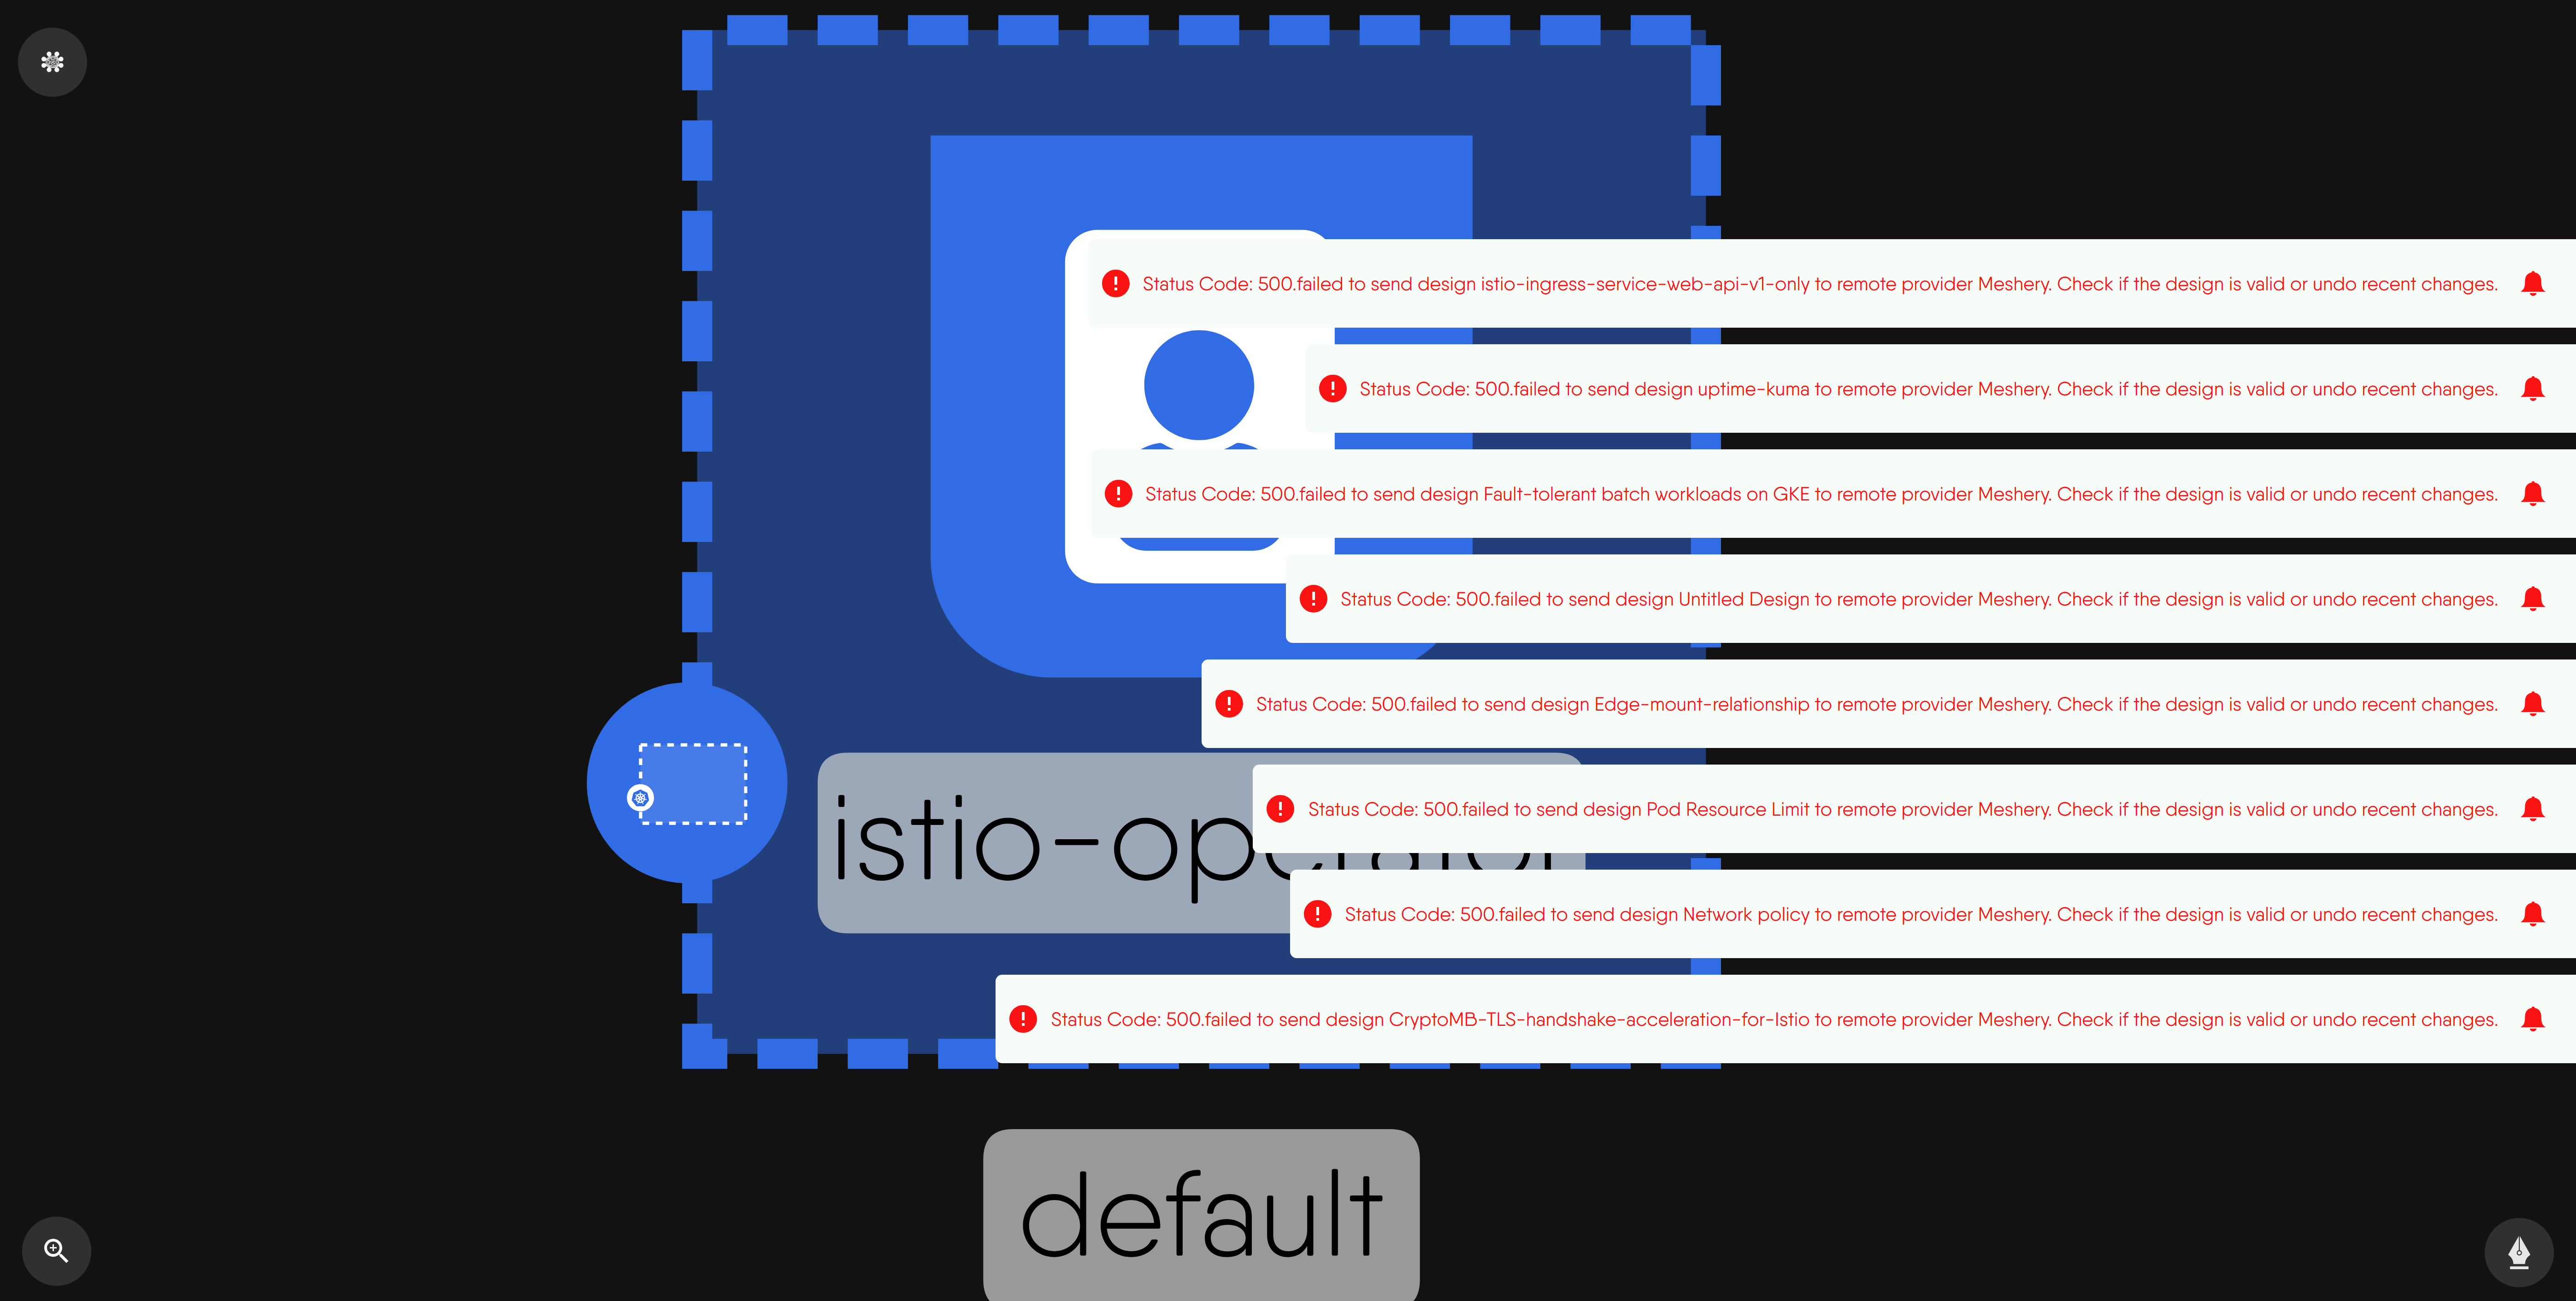 Status Code: 500.failed to send design istio-ingress-service-web-api-v1-only to remote provider Meshery. Check if the design is valid or undo recent changes.
Status Code: 500.failed to send design uptime-kuma to remote provider Meshery. Check if the design is valid or undo recent changes.
Status Code: 500.failed to send design Fault-tolerant batch workloads on GKE to remote provider Meshery. Check if the design is valid or undo recent changes.
Status Code: 500.failed to send design Untitled Design to remote provider Meshery. Check if the design is valid or undo recent changes.
Status Code: 500.failed to send design Edge-mount-relationship to remote provider Meshery. Check if the design is valid or undo recent changes.
Status Code: 500.failed to send design Pod Resource Limit to remote provider Meshery. Check if the design is valid or undo recent changes.
istio-operator
Status Code: 500.failed to send design Network policy to remote provider Meshery. Check if the design is valid or undo recent changes.
Status Code: 500.failed to send design CryptoMB-TLS-handshake-acceleration-for-Istio to remote provider Meshery. Check if the design is valid or undo recent changes.
default